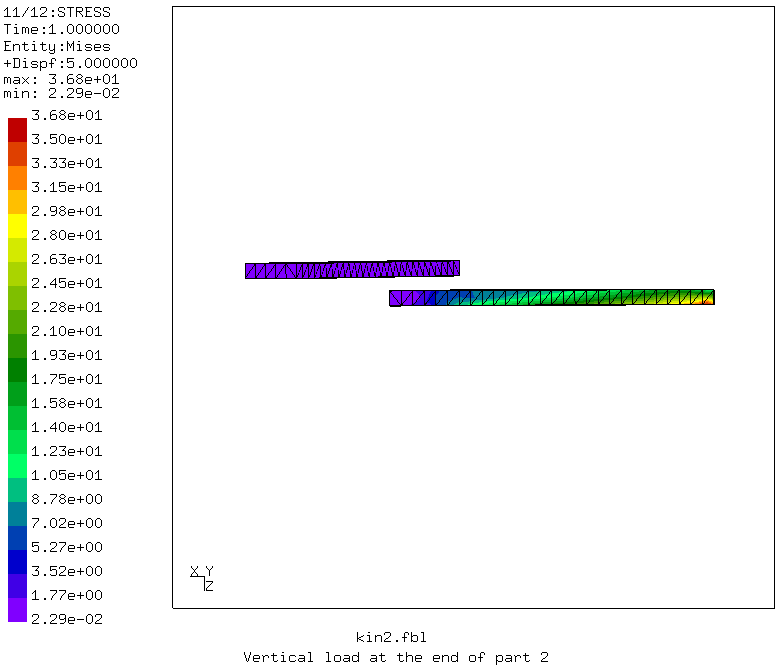 11/12:STRESS
Time:1.000000
Entity:Mises
+Dispf:5.000000
max: 3.68e+01
min: 2.29e-02
3.68e+01
3.50e+01
3.33e+01
3.15e+01
2.98e+01
2.80e+01
2.63e+01
2.45e+01
2.28e+01
2.10e+01
1.93e+01
1.75e+01
1.58e+01
1.40e+01
1.23e+01
1.05e+01
8.78e+00
7.02e+00
5.27e+00
3.52e+00
1.77e+00
2.29e-02
X Y
Z
kin2.fbl
Vertical load at the end of part 2